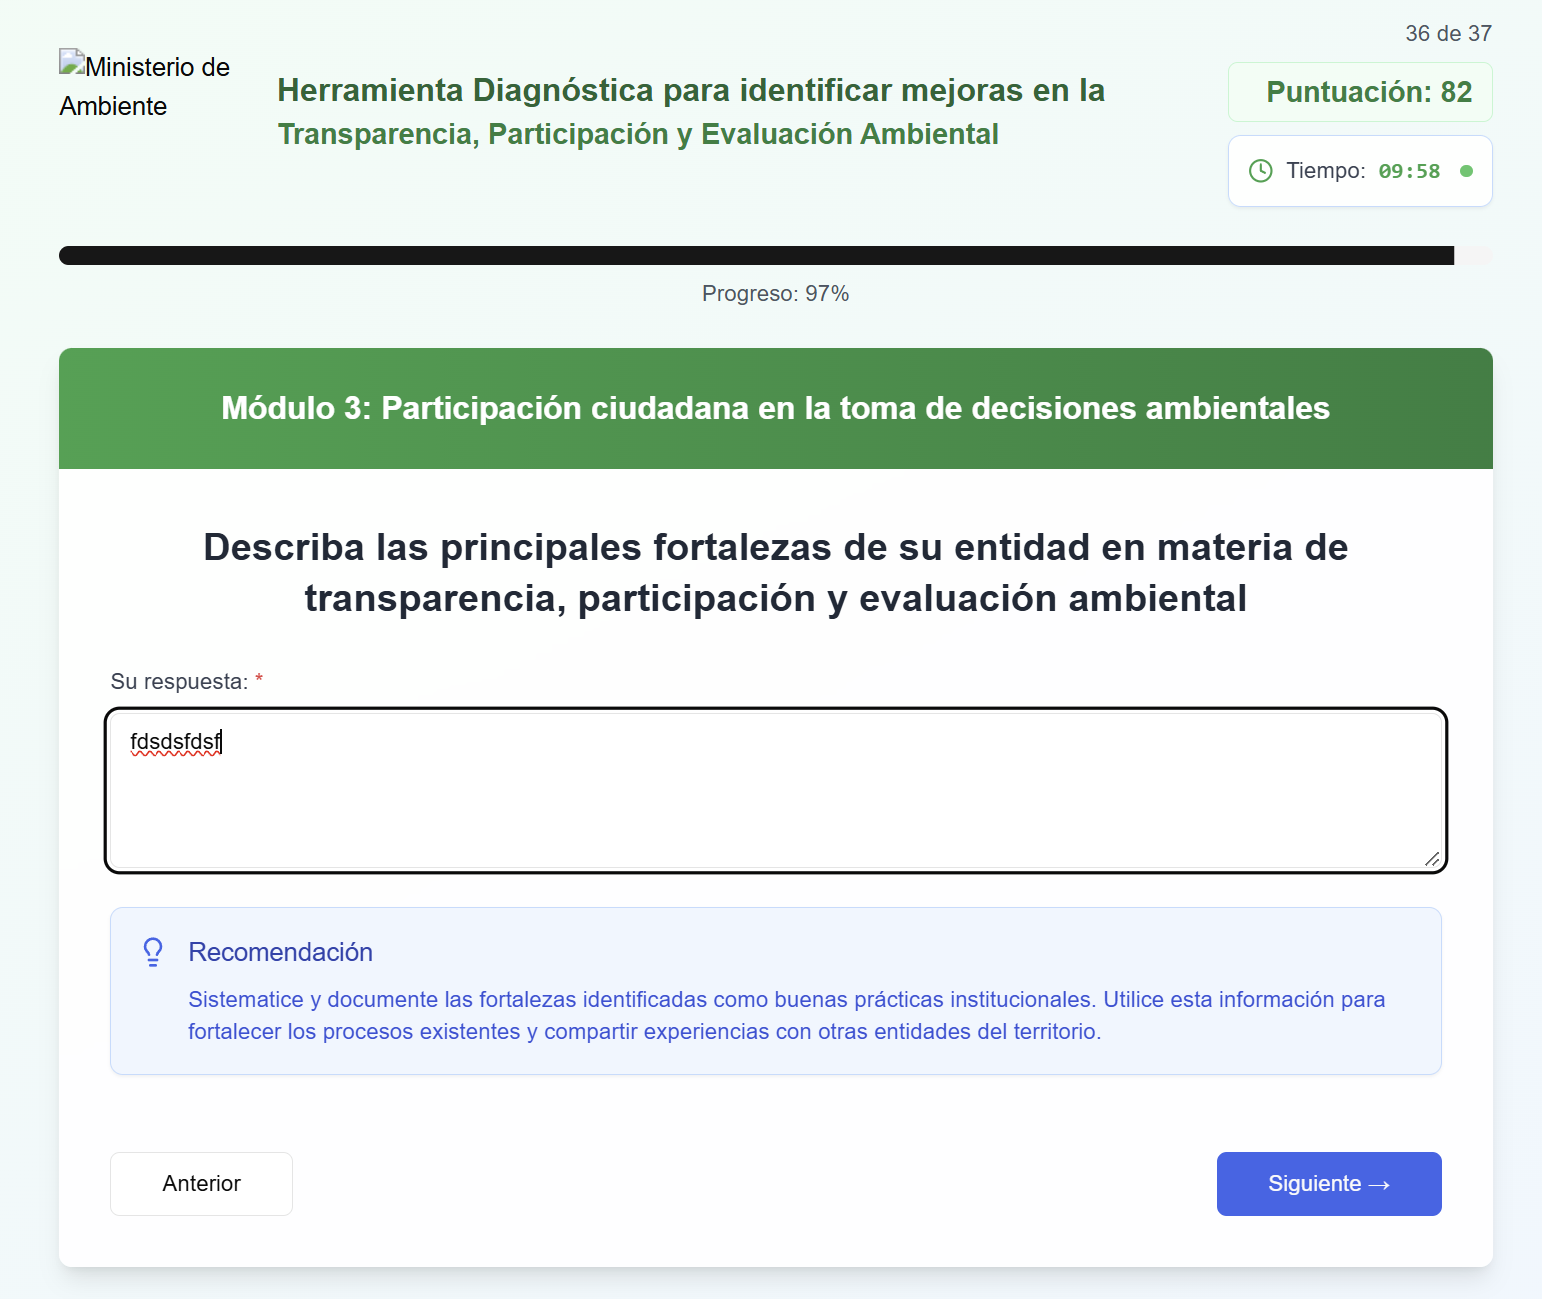 36 de 37
Ministerio de
Ambiente
Herramienta Diagnóstica para identificar mejoras en la
Transparencia, Participación y Evaluación Ambiental
Puntuación: 82
Tiempo: 09:58
Progreso: 97%
Módulo 3: Participación ciudadana en la toma de decisiones ambientales
Describa las principales fortalezas de su entidad en materia de
transparencia, participación y evaluación ambiental
Su respuesta: *
fdsdsfdsf
Recomendación
Sistematice y documente las fortalezas identificadas como buenas prácticas institucionales. Utilice esta información para
fortalecer los procesos existentes y compartir experiencias con otras entidades del territorio.
Anterior
Siguiente →